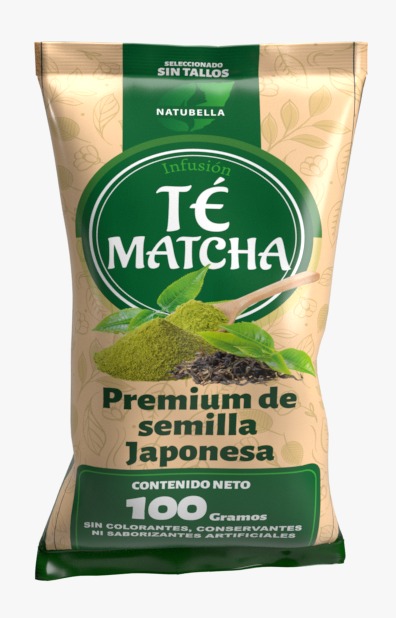 SELECCIONADO
SIN TALLOS
NATUBELLA
Infusión
TÉ
MATCHA
Premium de
semilla
Japonesa
CONTENIDO NETO
100 Gramos
SIN COLORANTES, CONSERVANTES
NI SABORIZANTES ARTIFICIALES